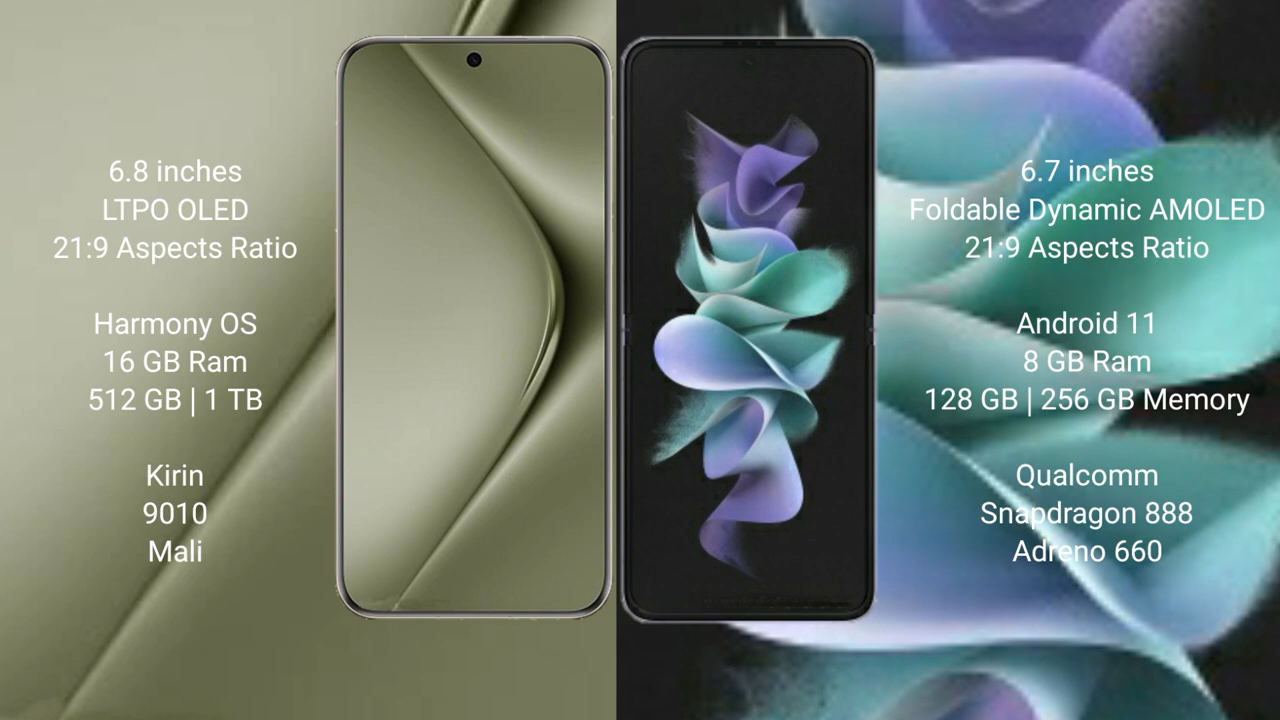 6.8 inches
LTPO OLED
21:9 Aspects Ratio
Harmony OS
16 GB Ram
512 GB | 1 TB
Kirin
9010
Mali
6.7 inches
Foldable Dynamic AMOLED
21:9 Aspects Ratio
Android 11
8 GB Ram
128 GB | 256 GB Memory
Qualcomm
Snapdragon 888
Adreno 660